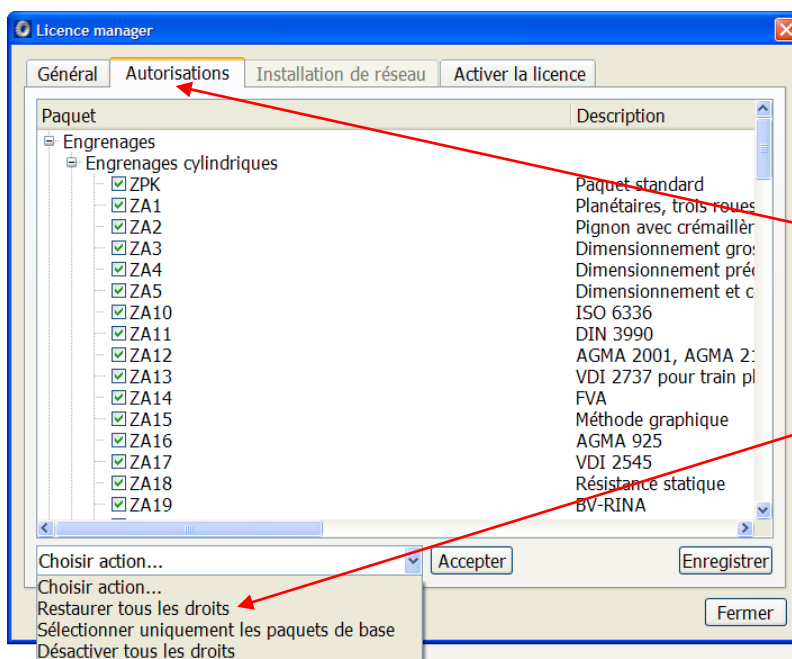 Licence manager
Général Autorisations Installation de réseau Activer la licence
Paquet Description
Engrenages
Engrenages cylindriques
ZPK Paquet standard
ZA1 Planétaires, trois roues
ZA2 Pignon avec crémaillèr
ZA3 Dimensionnement gros
ZA4 Dimensionnement pré
ZA5 Dimensionnement et c
ZA10 ISO 6336
ZA11 DIN 3990
ZA12 AGMA 2001, AGMA 21
ZA13 VDI 2737 pour train pl
ZA14 FVA
ZA15 Méthode graphique
ZA16 AGMA 925
ZA17 VDI 2545
ZA18 Résistance statique
ZA19 BV-RINA
Choisir action... Accepter Enregistrer
Choisir action...
Restaurer tous les droits
Sélectionner uniquement les paquets de base
Désactiver tous les droits
Fermer